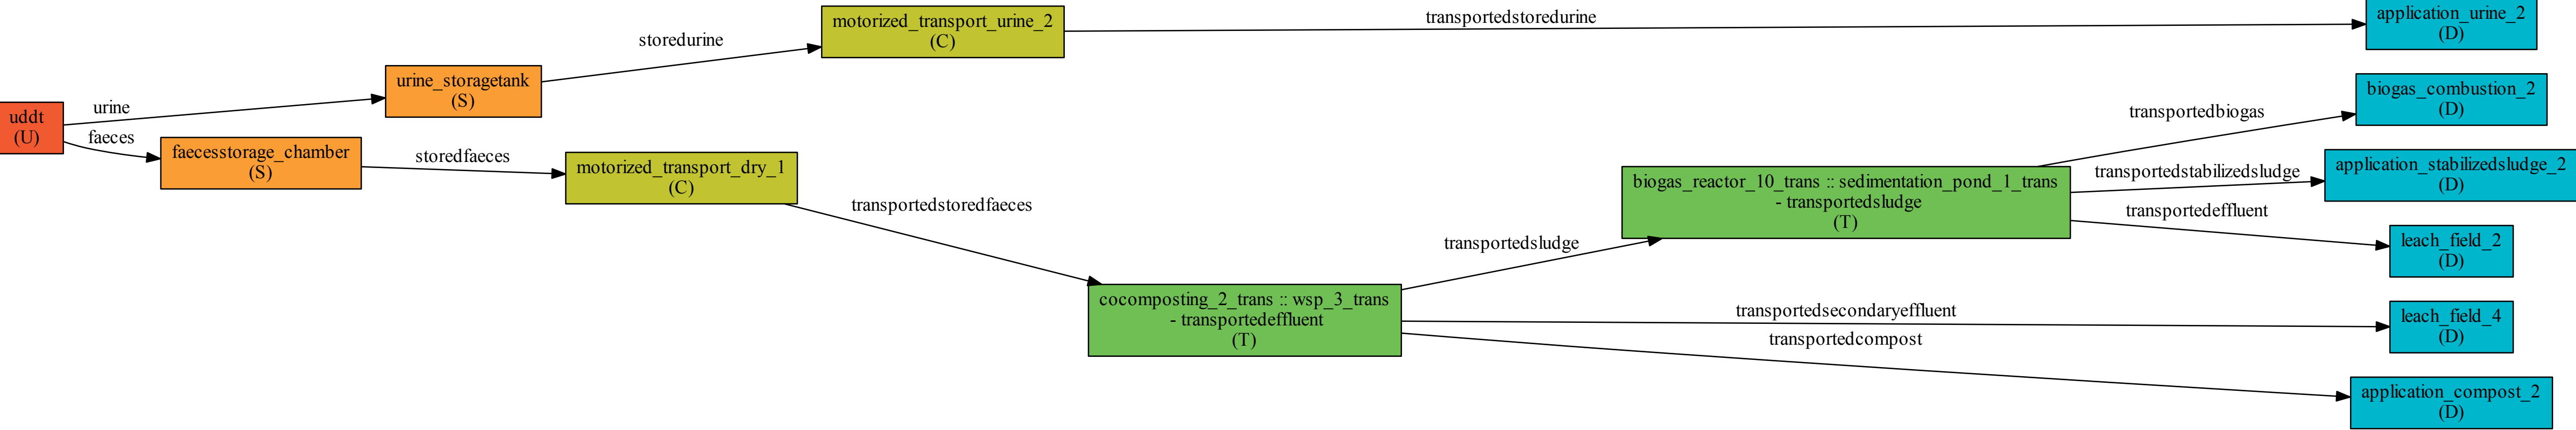 uddt
(U)
urine
faeces
urine_storagetank
(S)
faecesstorage_chamber
(S)
storedurine
storedfaeces
motorized_transport_urine_2
(C)
motorized_transport_dry_1
(C)
transportedstoredurine
transportedstoredfaeces
cocomposting_2_trans :: wsp_3_trans
- transportedeffluent
(T)
transportedsludge
transportedsecondaryeffluent
transportedcompost
biogas_reactor_10_trans :: sedimentation_pond_1_trans
- transportedsludge
(T)
transportedbiogas
transportedstabilizedsludge
transportedeffluent
application_urine_2
(D)
biogas_combustion_2
(D)
application_stabilizedsludge_2
(D)
leach_field_2
(D)
leach_field_4
(D)
application_compost_2
(D)